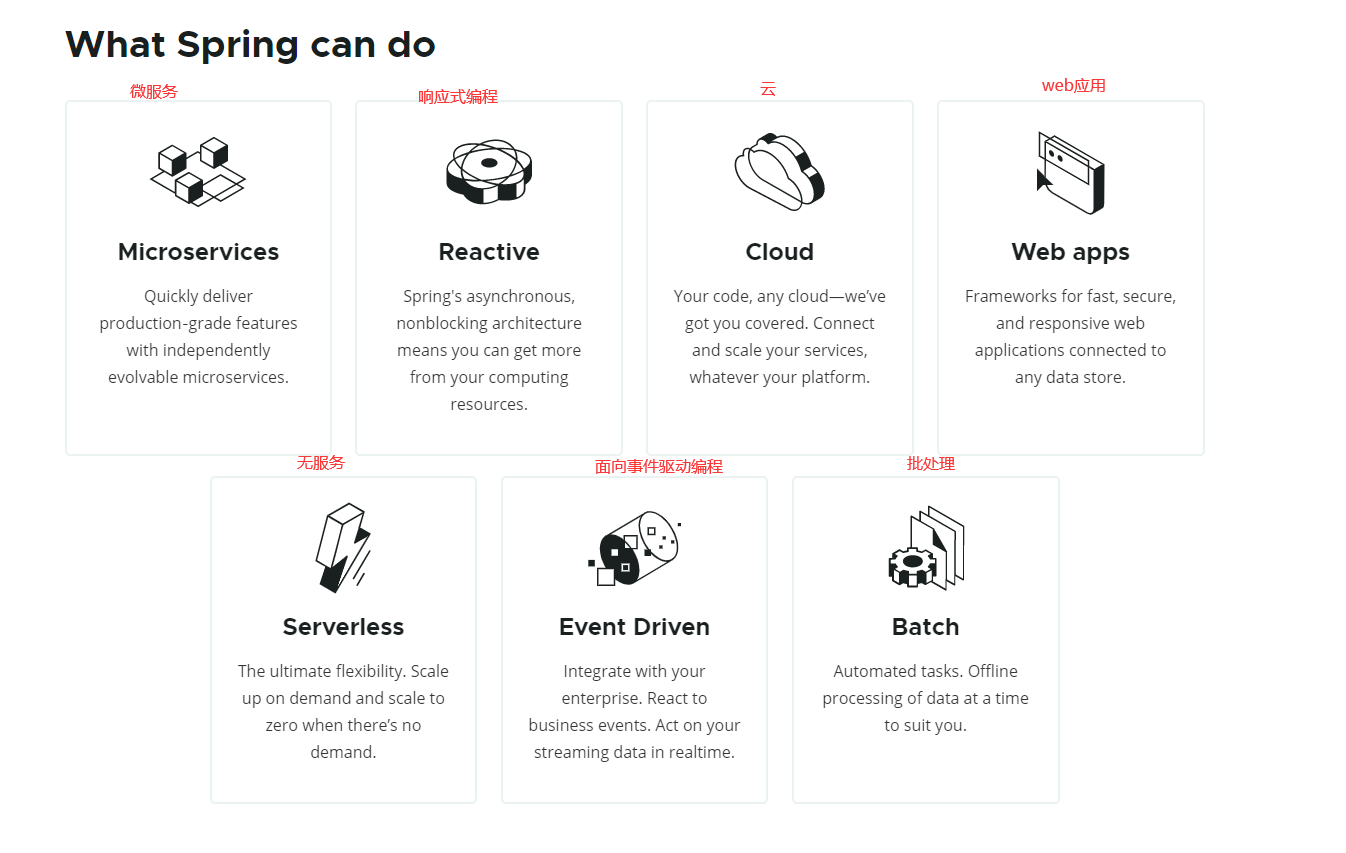 What Spring can do
微服务
响应式编程
云
web应用
Microservices
Quickly deliver
production-grade features
with independently
evolvable microservices.
Reactive
Spring's asynchronous,
nonblocking architecture
means you can get more
from your computing
resources.
Cloud
Your code, any cloud—we’ve
got you covered. Connect
and scale your services,
whatever your platform.
Web apps
Frameworks for fast, secure,
and responsive web
applications connected to
any data store.
无服务
面向事件驱动编程
批处理
Serverless
The ultimate flexibility. Scale
up on demand and scale to
zero when there’s no
demand.
Event Driven
Integrate with your
enterprise. React to
business events. Act on your
streaming data in realtime.
Batch
Automated tasks. Offline
processing of data at a time
to suit you.